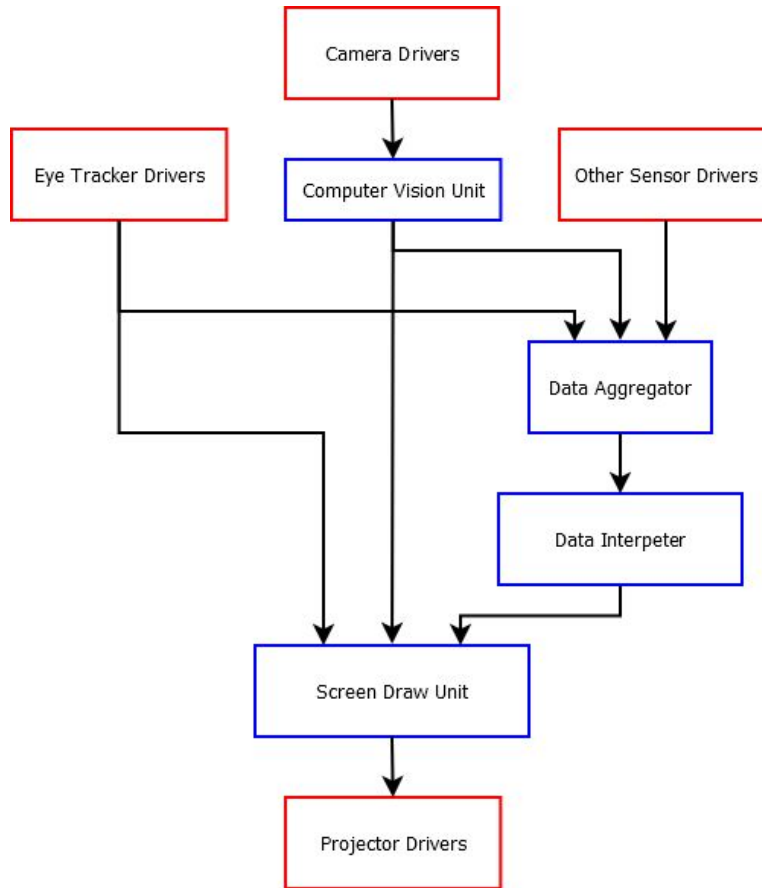 Camera Drivers
Eye Tracker Drivers
Computer Vision Unit
Other Sensor Drivers
Data Aggregator
Data Interpeter
Screen Draw Unit
Projector Drivers